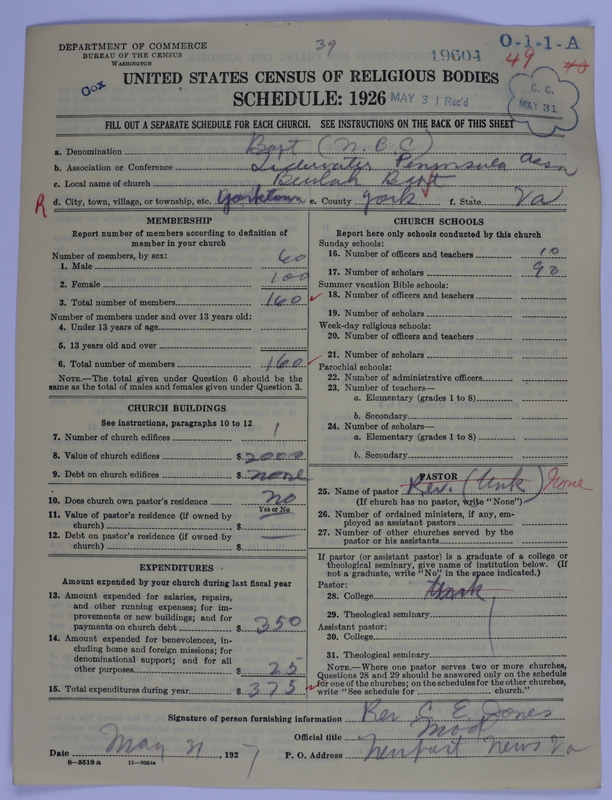 39
O-1-1-A
DEPARTMENT OF COMMERCE
BUREAU OF THE CENSUS
WASHINGTON
19604
49
Cox
UNITED STATES CENSUS OF RELIGIOUS BODIES
SCHEDULE: 1926
MAY 31 Rec'd
C. C.
MAY 31
FILL OUT A SEPARATE SCHEDULE FOR EACH CHURCH. SEE INSTRUCTIONS ON THE BACK OF THIS SHEET
a. Denomination Bapt (N.B.C)
b. Association or Conference Tidewater Peninsula Assn
c. Local name of church Beulah Bapt
R d. City, town, village, or township, etc. Yorktown e. County York f. State Va
MEMBERSHIP
Report number of members according to definition of member in your church
Number of members, by sex:
1. Male 60
2. Female 100
3. Total number of members 160
Number of members under and over 13 years old:
4. Under 13 years of age
5. 13 years old and over
6. Total number of members 160
NOTE.—The total given under Question 6 should be the
same as the total of males and females given under Question 3.
CHURCH BUILDINGS
See instructions, paragraphs 10 to 12
7. Number of church edifices 1
8. Value of church edifices $ 2000
9. Debt on church edifices $ none
10. Does church own pastor's residence no
Yes or No
11. Value of pastor's residence (if owned by
church) $
12. Debt on pastor's residence (if owned by
church) $
EXPENDITURES
Amount expended by your church during last fiscal year
13. Amount expended for salaries, repairs,
and other running expenses; for im-
provements or new buildings; and for
payments on church debt $ 350
14. Amount expended for benevolences, in-
cluding home and foreign missions; for
denominational support; and for all
other purposes $ 25
15. Total expenditures during year $ 375
CHURCH SCHOOLS
Report here only schools conducted by this church
Sunday schools:
16. Number of officers and teachers 10
17. Number of scholars 90
Summer vacation Bible schools:
18. Number of officers and teachers
19. Number of scholars
Week-day religious schools:
20. Number of officers and teachers
21. Number of scholars
Parochial schools:
22. Number of administrative officers
23. Number of teachers—
a. Elementary (grades 1 to 8)
b. Secondary
24. Number of scholars—
a. Elementary (grades 1 to 8)
b. Secondary
PASTOR
25. Name of pastor Rev. (Unk) None
(If church has no pastor, write "None")
26. Number of ordained ministers, if any, em-
ployed as assistant pastors
27. Number of other churches served by the
pastor or his assistants
If pastor (or assistant pastor) is a graduate of a college or
theological seminary, give name of institution below. (If
not a graduate, write "No" in the space indicated.)
Pastor:
28. College Unk
29. Theological seminary
Assistant pastor:
30. College
31. Theological seminary
NOTE.—Where one pastor serves two or more churches,
Questions 28 and 29 should be answered only on the schedule
for one of the churches; on the schedules for the other churches,
write "See schedule for church."
Signature of person furnishing information Rev C. E. Jones
Official title Mod
Date May 21, 1927 P. O. Address Newport News Va
8-5518 a 11-9054a